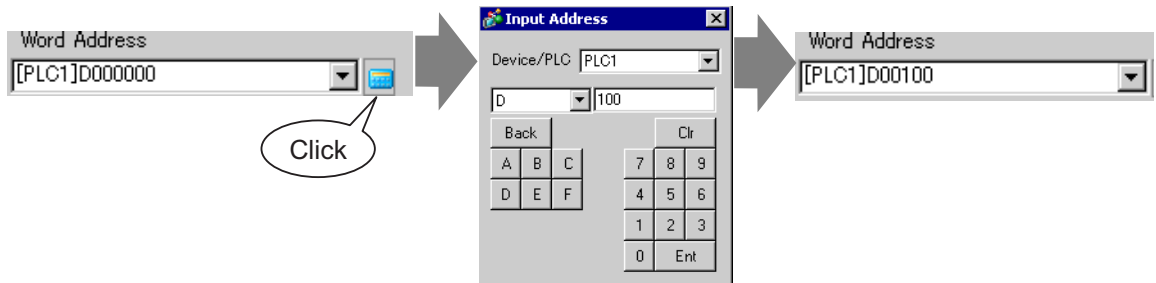 Word Address
[PLC1]D000000
Click
Input Address
Device/PLC PLC1
D 100
Back Clr
A B C 7 8 9
D E F 4 5 6
1 2 3
0 Ent
Word Address
[PLC1]D00100